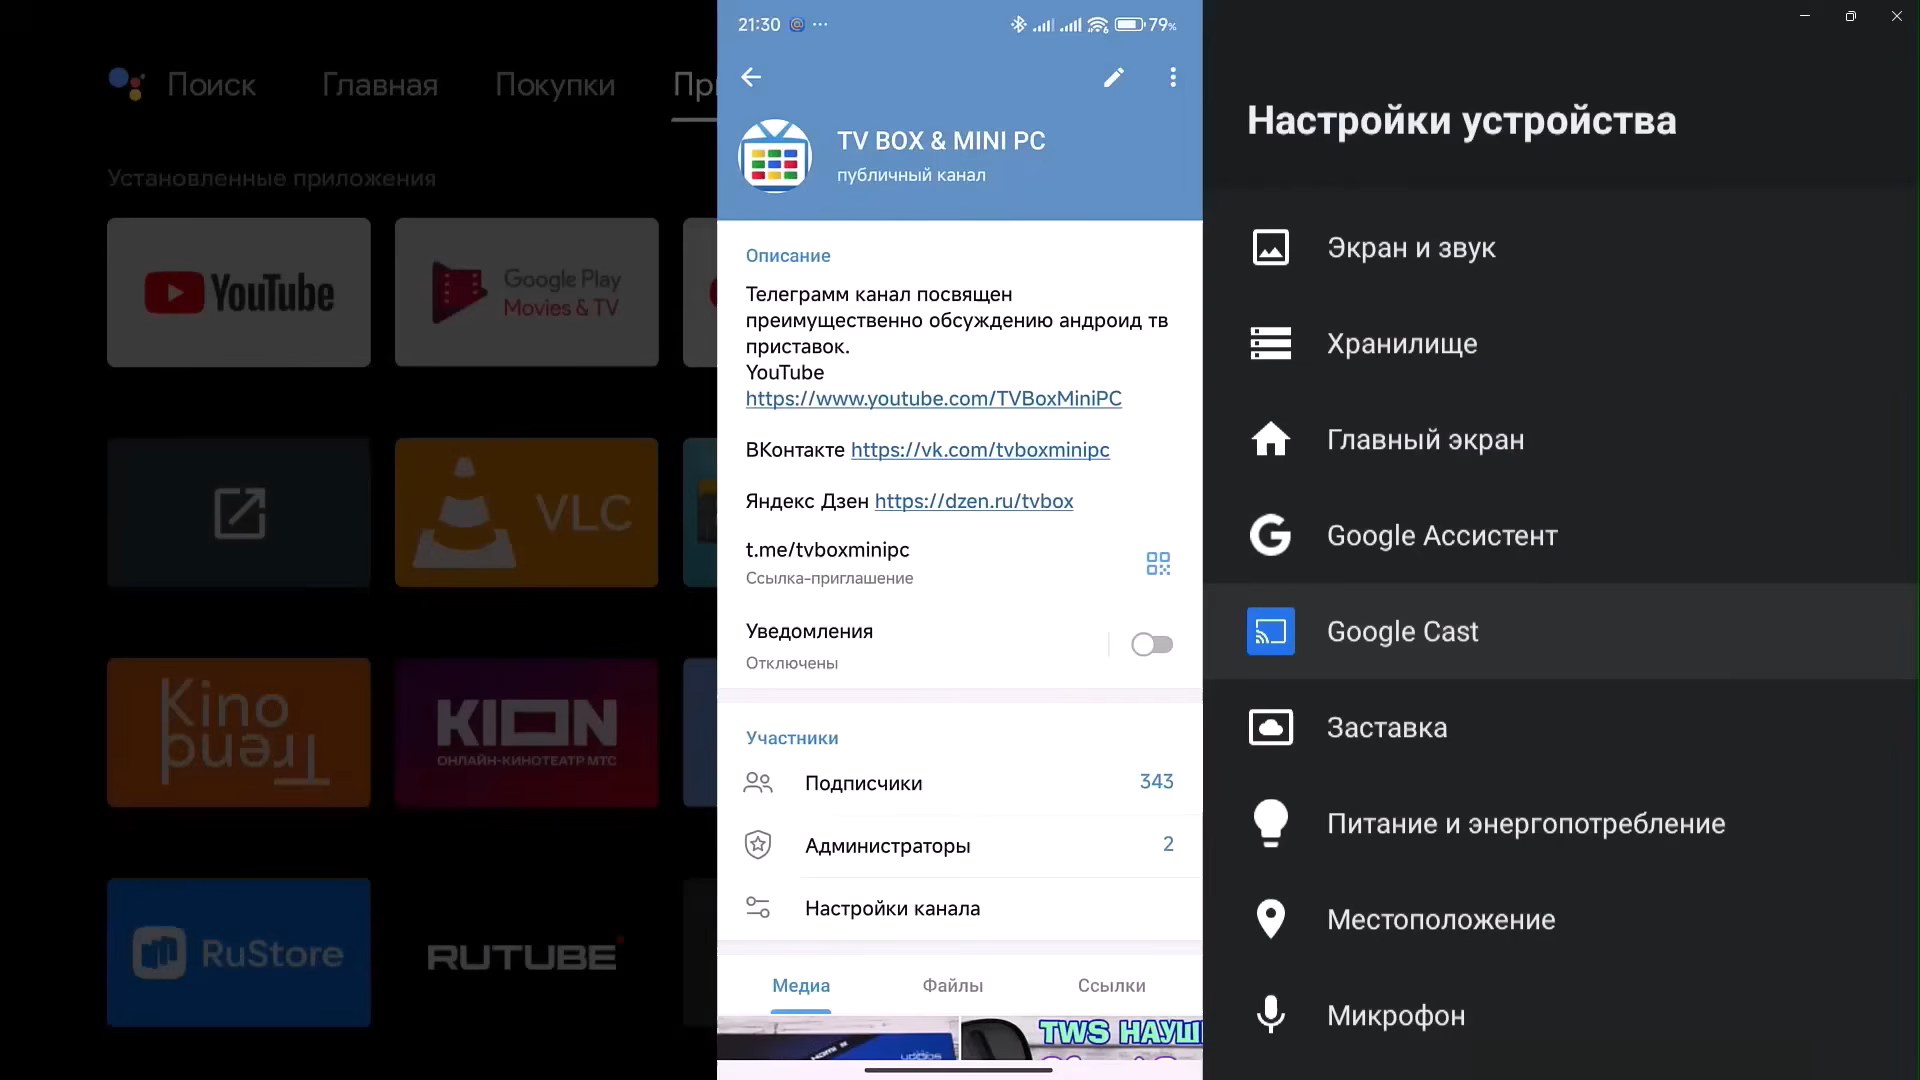 Поиск
Главная
Покупки
Установленные приложения
YouTube
Google Play
Movies & TV
VLC
Kino
Trend
KION
ОНЛАЙН-КИНОТЕАТР МТС
RuStore
RUTUBE
21:30
79%
TV BOX & MINI PC
публичный канал
Описание
Телеграмм канал посвящен
преимущественно обсуждению андроид тв
приставок.
YouTube
https://www.youtube.com/TVBoxMiniPC
ВКонтакте https://vk.com/tvboxminipc
Яндекс Дзен https://dzen.ru/tvbox
t.me/tvboxminipc
Ссылка-приглашение
Уведомления
Отключены
Участники
Подписчики 343
Администраторы 2
Настройки канала
Медиа
Файлы
Ссылки
TWS НАУШ
Настройки устройства
Экран и звук
Хранилище
Главный экран
Google Ассистент
Google Cast
Заставка
Питание и энергопотребление
Местоположение
Микрофон